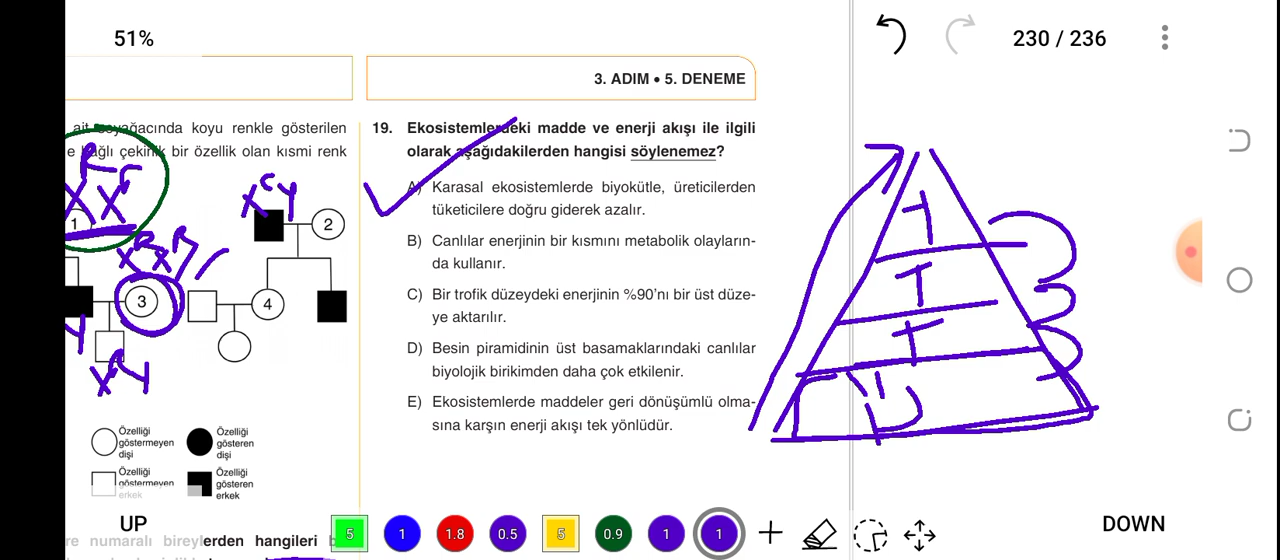 51%
230 / 236
3. ADIM • 5. DENEME
ait soyağacında koyu renkle gösterilen
e bağlı çekinik bir özellik olan kısmi renk
1
2
3
4
Özelliği
göstermeyen
dişi
Özelliği
gösteren
dişi
Özelliği
göstermeyen
erkek
Özelliği
gösteren
erkek
UP
re numaralı bireylerden hangileri
19. Ekosistemlerdeki madde ve enerji akışı ile ilgili
olarak aşağıdakilerden hangisi söylenemez?
A) Karasal ekosistemlerde biyokütle, üreticilerden
tüketicilere doğru giderek azalır.
B) Canlılar enerjinin bir kısmını metabolik olayların-
da kullanır.
C) Bir trofik düzeydeki enerjinin %90'nı bir üst düze-
ye aktarılır.
D) Besin piramidinin üst basamaklarındaki canlılar
biyolojik birikimden daha çok etkilenir.
E) Ekosistemlerde maddeler geri dönüşümlü olma-
sına karşın enerji akışı tek yönlüdür.
T
T
T
Ü
5 1 1.8 0.5 5 0.9 1 1
DOWN